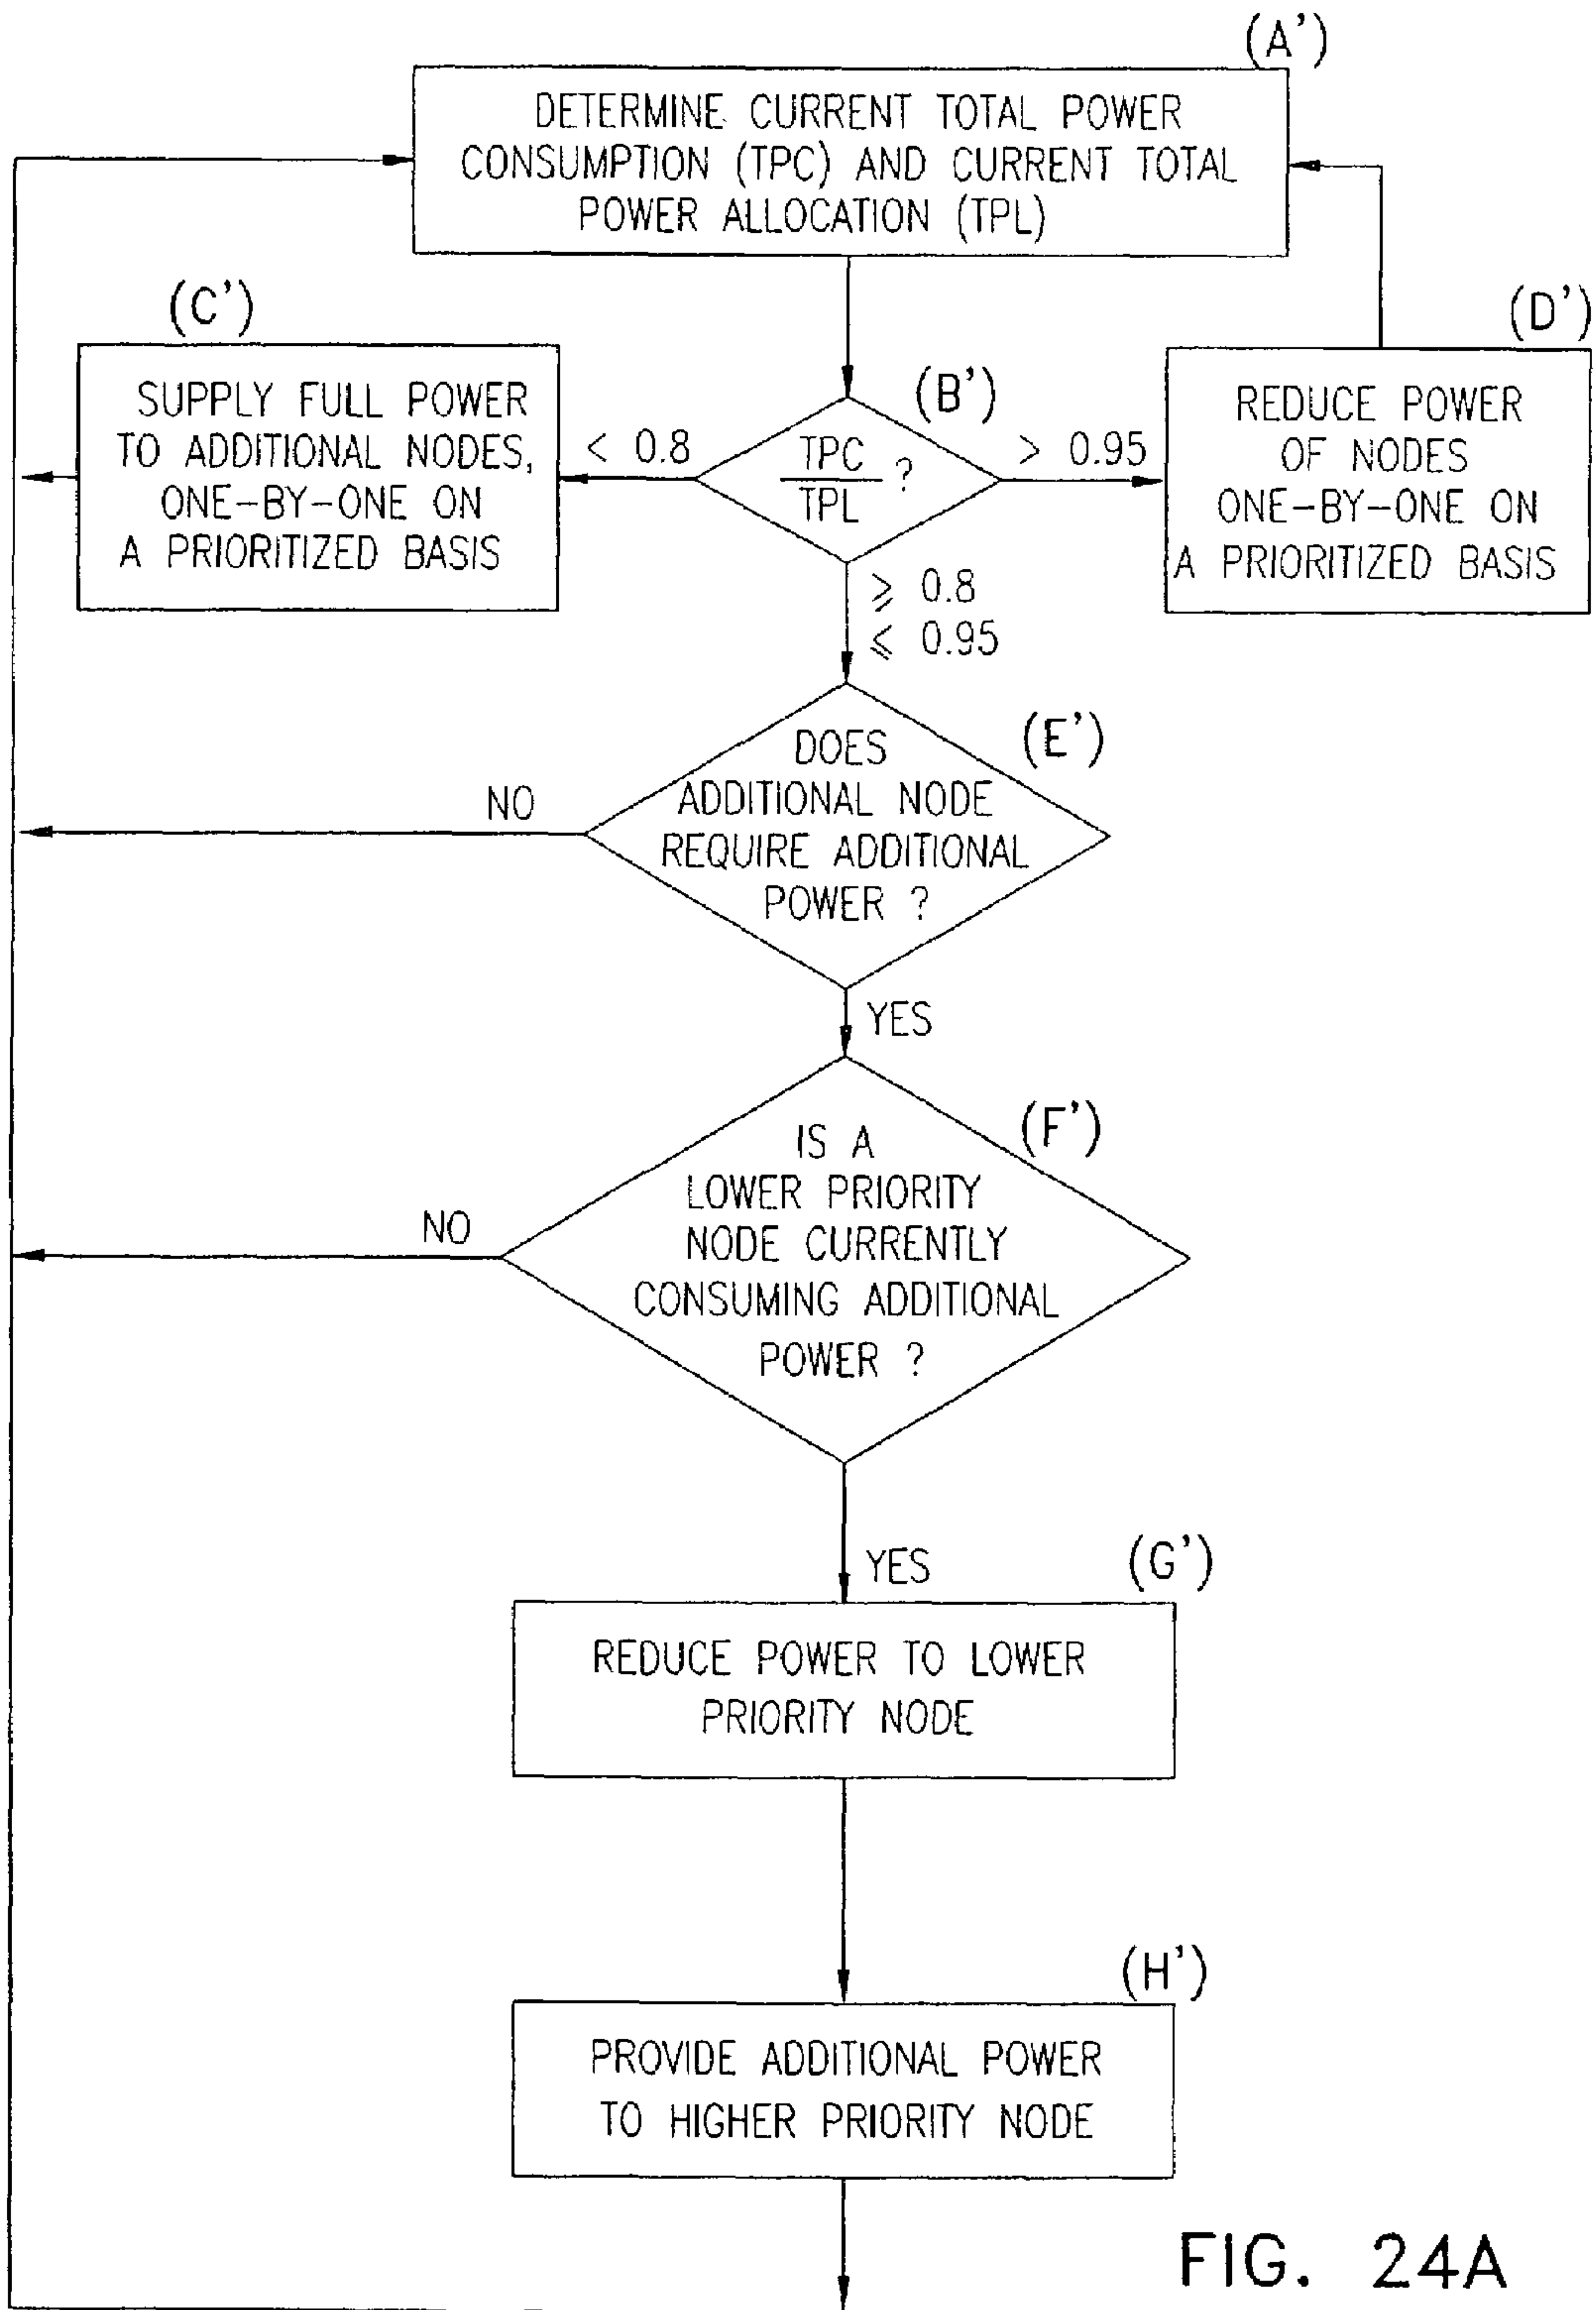 (A')
DETERMINE CURRENT TOTAL POWER
CONSUMPTION (TPC) AND CURRENT TOTAL
POWER ALLOCATION (TPL)
(C')
SUPPLY FULL POWER
TO ADDITIONAL NODES,
ONE-BY-ONE ON
A PRIORITIZED BASIS
< 0.8
(B')
TPC
TPL
?
> 0.95
(D')
REDUCE POWER
OF NODES
ONE-BY-ONE ON
A PRIORITIZED BASIS
⩾ 0.8
⩽ 0.95
(E')
DOES
ADDITIONAL NODE
REQUIRE ADDITIONAL
POWER ?
NO
YES
(F')
IS A
LOWER PRIORITY
NODE CURRENTLY
CONSUMING ADDITIONAL
POWER ?
NO
YES
(G')
REDUCE POWER TO LOWER
PRIORITY NODE
(H')
PROVIDE ADDITIONAL POWER
TO HIGHER PRIORITY NODE
FIG. 24A